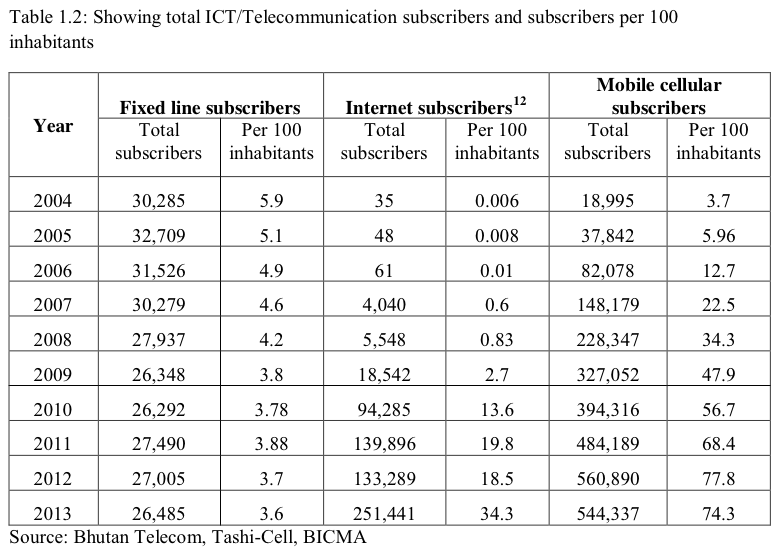 Table 1.2: Showing total ICT/Telecommunication subscribers and subscribers per 100
inhabitants
Year Fixed line subscribers Internet subscribers12 Mobile cellular subscribers
Total subscribers Per 100 inhabitants Total subscribers Per 100 inhabitants Total subscribers Per 100 inhabitants
2004 30,285 5.9 35 0.006 18,995 3.7
2005 32,709 5.1 48 0.008 37,842 5.96
2006 31,526 4.9 61 0.01 82,078 12.7
2007 30,279 4.6 4,040 0.6 148,179 22.5
2008 27,937 4.2 5,548 0.83 228,347 34.3
2009 26,348 3.8 18,542 2.7 327,052 47.9
2010 26,292 3.78 94,285 13.6 394,316 56.7
2011 27,490 3.88 139,896 19.8 484,189 68.4
2012 27,005 3.7 133,289 18.5 560,890 77.8
2013 26,485 3.6 251,441 34.3 544,337 74.3
Source: Bhutan Telecom, Tashi-Cell, BICMA